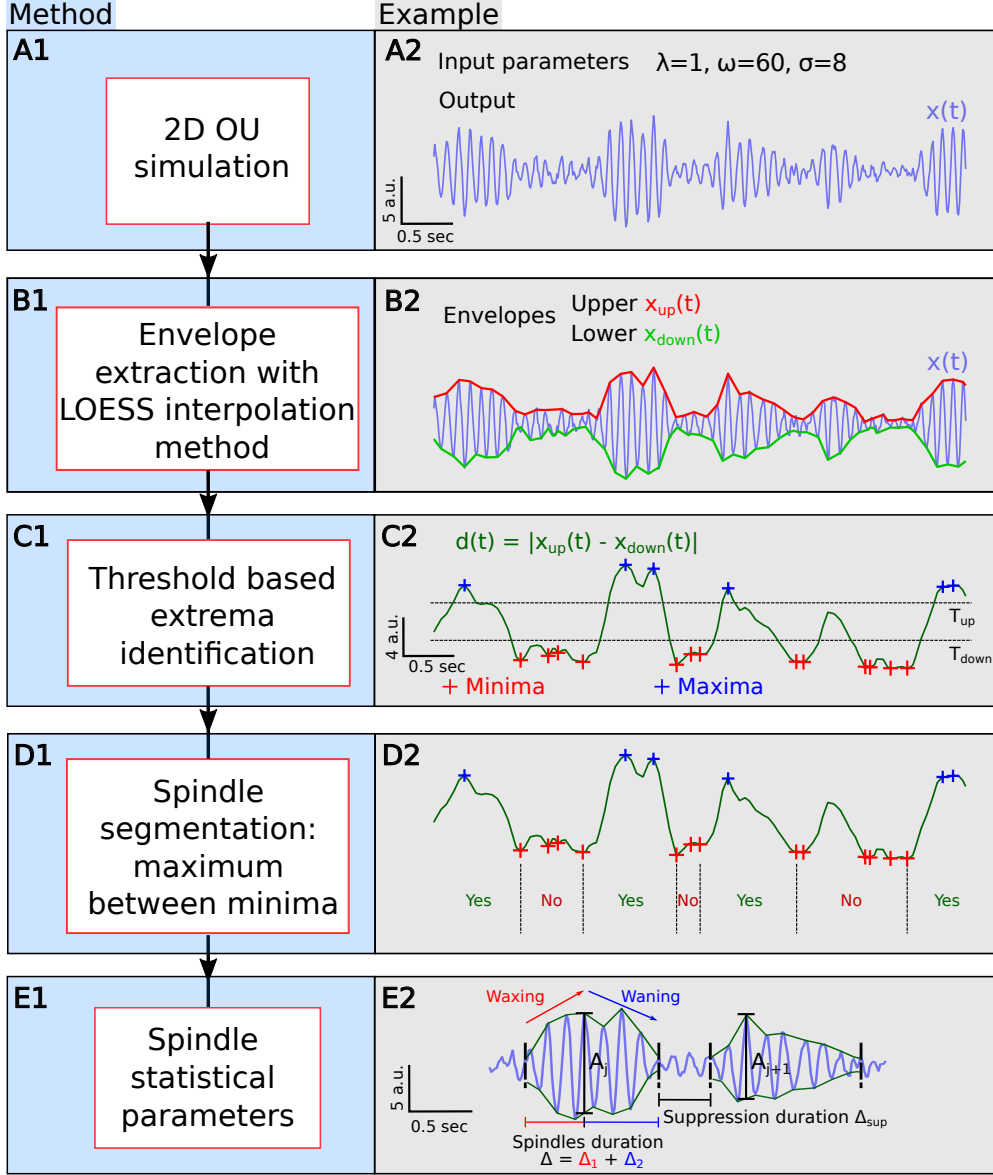 Method
Example
A1
2D OU
simulation
A2
Input parameters λ=1, ω=60, σ=8
Output
x(t)
5 a.u.
0.5 sec
B1
Envelope
extraction with
LOESS interpolation
method
B2
Envelopes
Upper x_up(t)
Lower x_down(t)
x(t)
C1
Threshold based
extrema
identification
C2
d(t) = |x_up(t) - x_down(t)|
T_up
T_down
4 a.u.
0.5 sec
+ Minima
+ Maxima
D1
Spindle
segmentation:
maximum
between minima
D2
Yes No Yes No Yes No Yes
E1
Spindle
statistical
parameters
E2
Waxing
Waning
A_j
A_j+1
5 a.u.
0.5 sec
Suppression duration Δ_sup
Spindles duration
Δ = Δ_1 + Δ_2